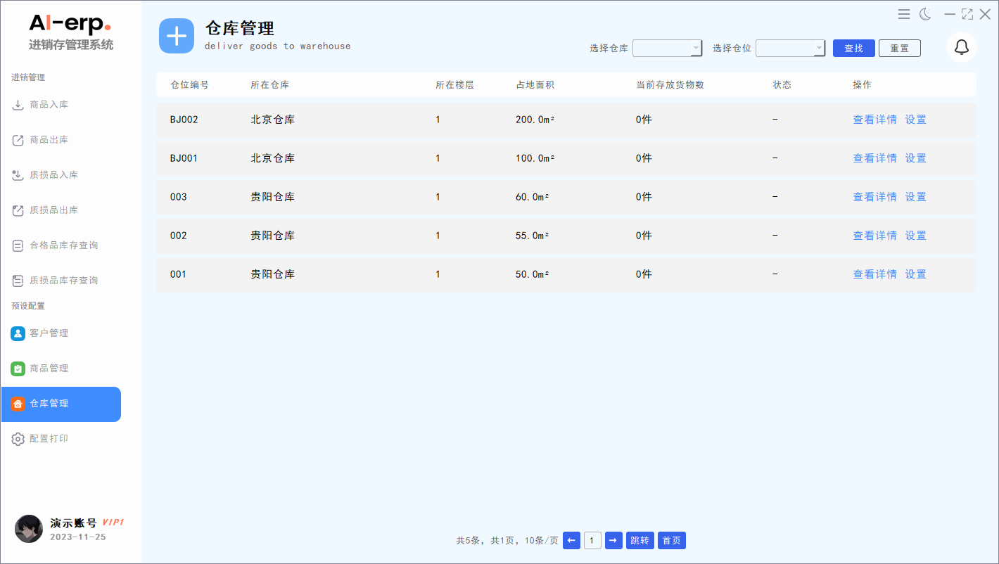 AI-erp.
进销存管理系统
进销管理
商品入库
商品出库
质损品入库
质损品出库
合格品库存查询
质损品库存查询
预设配置
客户管理
商品管理
仓库管理
配置打印
演示账号 VIP1
2023-11-25
仓库管理
deliver goods to warehouse
选择仓库 选择仓位 查找 重置
仓位编号 所在仓库 所在楼层 占地面积 当前存放货物数 状态 操作
BJ002 北京仓库 1 200.0m² 0件 - 查看详情 设置
BJ001 北京仓库 1 100.0m² 0件 - 查看详情 设置
003 贵阳仓库 1 60.0m² 0件 - 查看详情 设置
002 贵阳仓库 1 55.0m² 0件 - 查看详情 设置
001 贵阳仓库 1 50.0m² 0件 - 查看详情 设置
共5条, 共1页, 10条/页 ← 1 → 跳转 首页